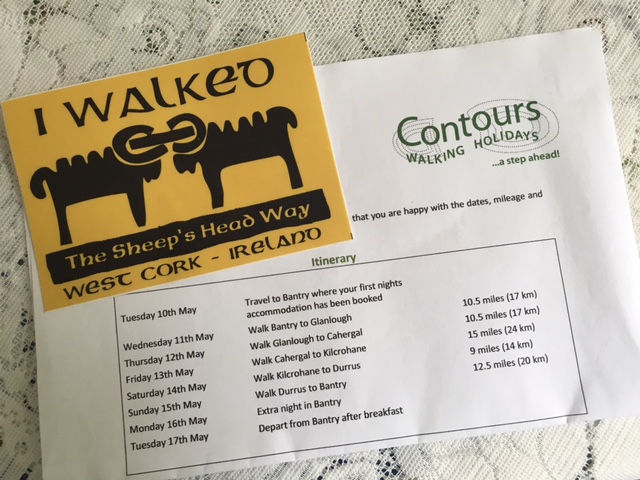 I WALKED
The Sheep's Head Way
WEST CORK - IRELAND
Contours
WALKING HOLIDAYS
...a step ahead!
that you are happy with the dates, mileage and
Itinerary
Tuesday 10th May Travel to Bantry where your first nights
accommodation has been booked
Wednesday 11th May Walk Bantry to Glanlough 10.5 miles (17 km)
Thursday 12th May Walk Glanlough to Cahergal 10.5 miles (17 km)
Friday 13th May Walk Cahergal to Kilcrohane 15 miles (24 km)
Saturday 14th May Walk Kilcrohane to Durrus 9 miles (14 km)
Sunday 15th May Walk Durrus to Bantry 12.5 miles (20 km)
Monday 16th May Extra night in Bantry
Tuesday 17th May Depart from Bantry after breakfast